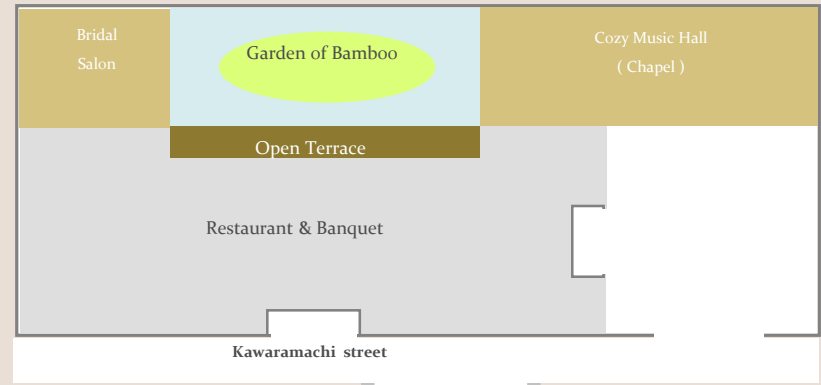 Bridal
Salon
Garden of Bamboo
Cozy Music Hall
( Chapel )
Open Terrace
Restaurant & Banquet
Kawaramachi street